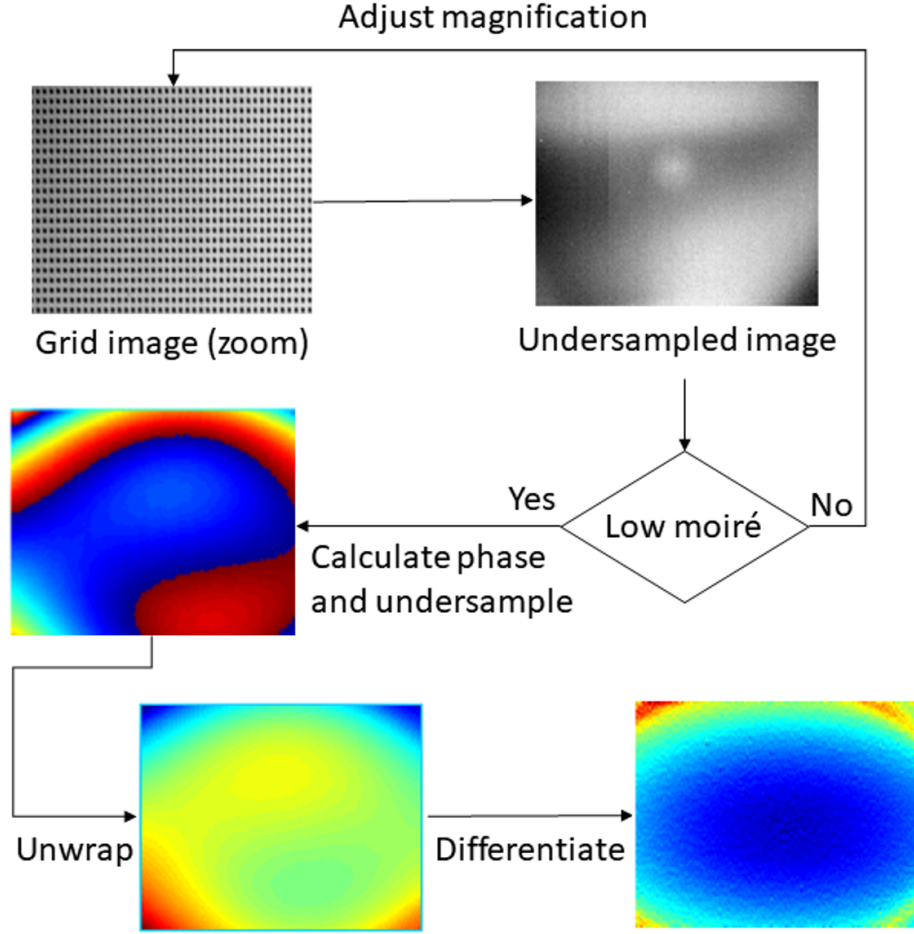 Adjust magnification
Grid image (zoom)
Undersampled image
Yes
Low moiré
No
Calculate phase
and undersample
Unwrap
Differentiate